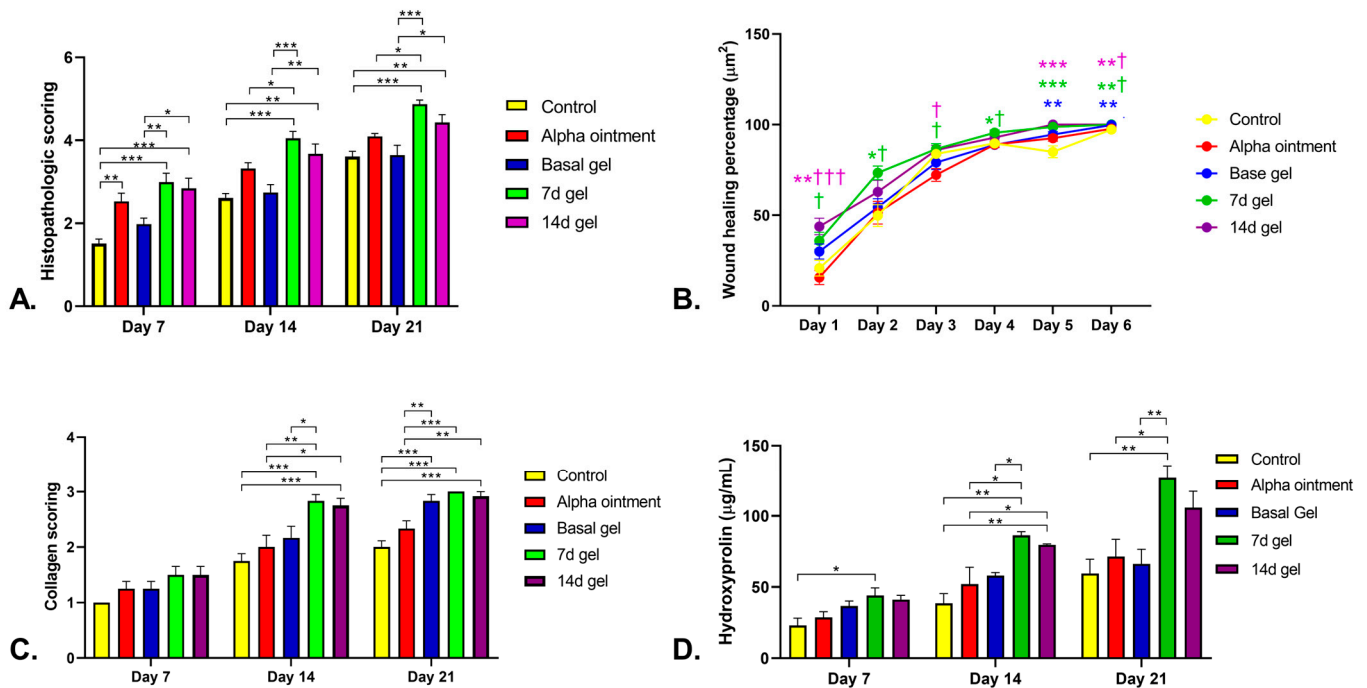 A.
Histopathologic scoring
6
4
2
0
** *** *** ** *
*** ** * ** ***
*** ** * * ***
Day 7 Day 14 Day 21
Control
Alpha ointment
Basal gel
7d gel
14d gel
B.
Wound healing percentage (µm²)
150
100
50
0
**†††
†
*†
†
†
*†
***
***
**
**†
**†
**
Day 1 Day 2 Day 3 Day 4 Day 5 Day 6
Control
Alpha ointment
Base gel
7d gel
14d gel
C.
Collagen scoring
4
3
2
1
0
*
**
*
***
***
**
***
**
***
***
***
Day 7 Day 14 Day 21
Control
Alpha ointment
Basal gel
7d gel
14d gel
D.
Hydroxyprolin (µg/mL)
150
100
50
0
*
*
*
**
*
**
**
*
**
Day 7 Day 14 Day 21
Control
Alpha ointment
Basal Gel
7d gel
14d gel